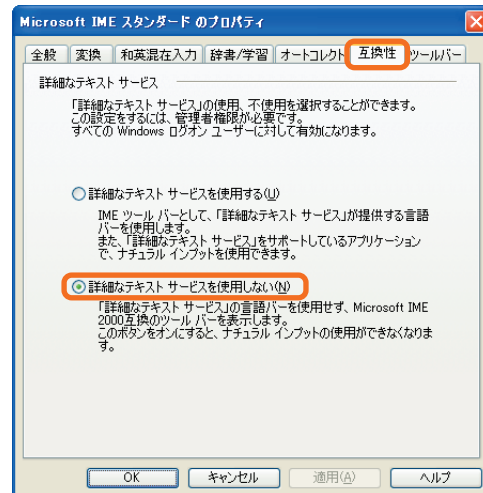 Microsoft IME スタンダード のプロパティ
全般 変換 和英混在入力 辞書/学習 オートコレクト 互換性 ツールバー
詳細なテキスト サービス
「詳細なテキスト サービス」の使用、不使用を選択することができます。
この設定をするには、管理者権限が必要です。
すべての Windows ログオン ユーザーに対して有効になります。
詳細なテキスト サービスを使用する(U)
IME ツール バーとして、「詳細なテキスト サービス」が提供する言語
バーを使用します。
また、「詳細なテキスト サービス」をサポートしているアプリケーション
で、ナチュラル インプットを使用できます。
詳細なテキスト サービスを使用しない(N)
「詳細なテキスト サービス」の言語バーを使用せず、Microsoft IME
2000互換のツール バーを表示します。
このボタンをオンにすると、ナチュラル インプットの使用ができなくなりま
す。
OK キャンセル 適用(A) ヘルプ